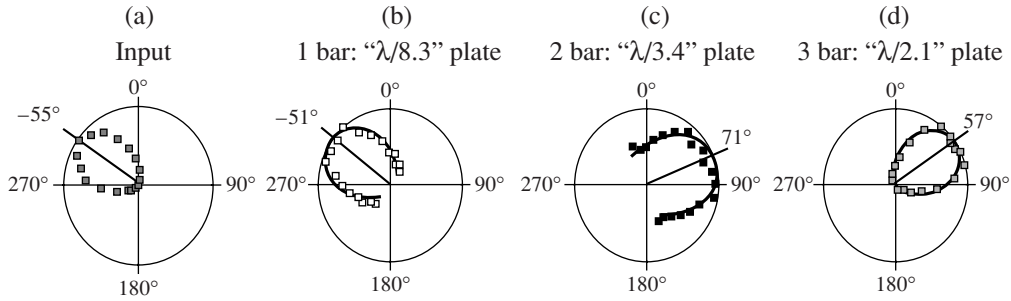 (a)
Input
0°
−55°
270°
180°
(b)
1 bar: “λ/8.3” plate
0°
−51°
90°
270°
180°
(c)
2 bar: “λ/3.4” plate
0°
71°
90°
270°
180°
(d)
3 bar: “λ/2.1” plate
0°
57°
90°
270°
90°
180°